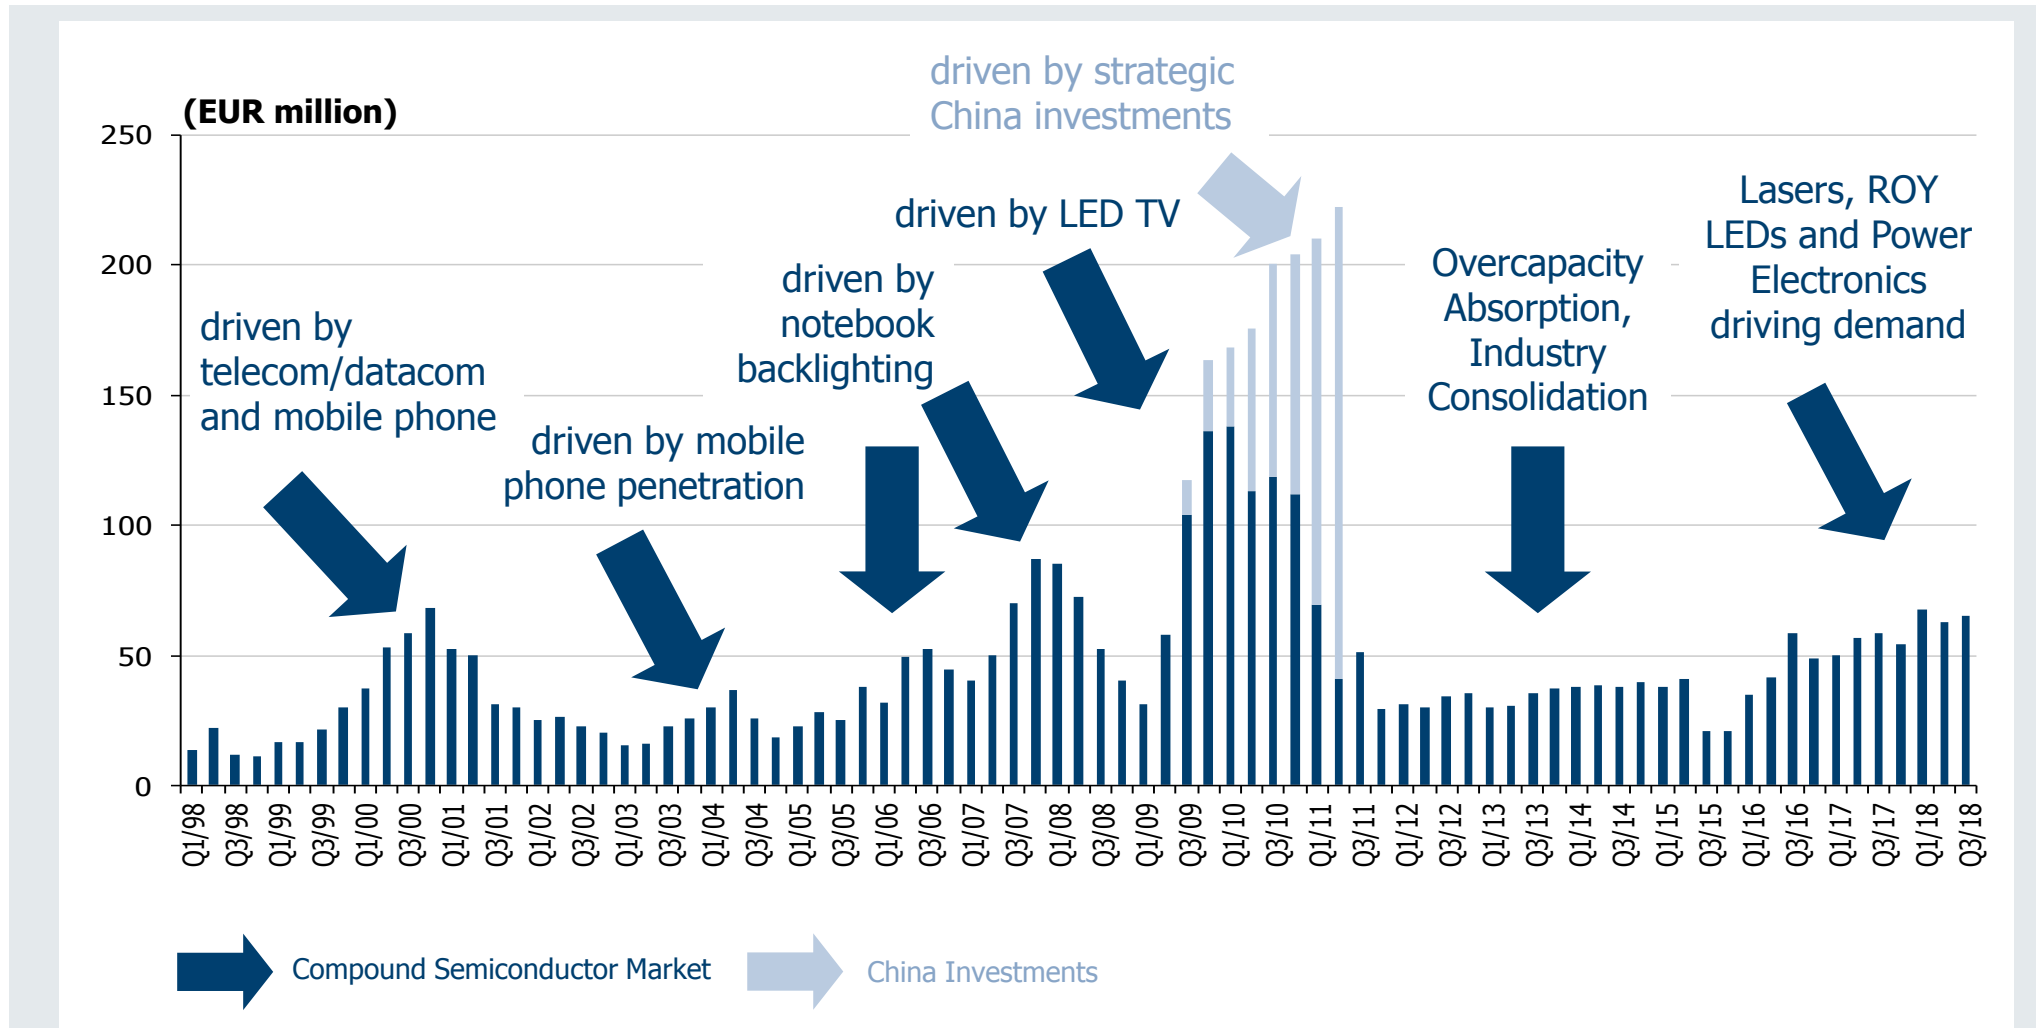 driven by strategic
China investments
(EUR million)
250
200
150
100
50
0
driven by
telecom/datacom
and mobile phone
driven by mobile
phone penetration
driven by
notebook
backlighting
driven by LED TV
Overcapacity
Absorption,
Industry
Consolidation
Lasers, ROY
LEDs and Power
Electronics
driving demand
Q1/98
Q3/98
Q1/99
Q3/99
Q1/00
Q3/00
Q1/01
Q3/01
Q1/02
Q3/02
Q1/03
Q3/03
Q1/04
Q3/04
Q1/05
Q3/05
Q1/06
Q3/06
Q1/07
Q3/07
Q1/08
Q3/08
Q1/09
Q3/09
Q1/10
Q3/10
Q1/11
Q3/11
Q1/12
Q3/12
Q1/13
Q3/13
Q1/14
Q3/14
Q1/15
Q3/15
Q1/16
Q3/16
Q1/17
Q3/17
Q1/18
Q3/18
Compound Semiconductor Market
China Investments